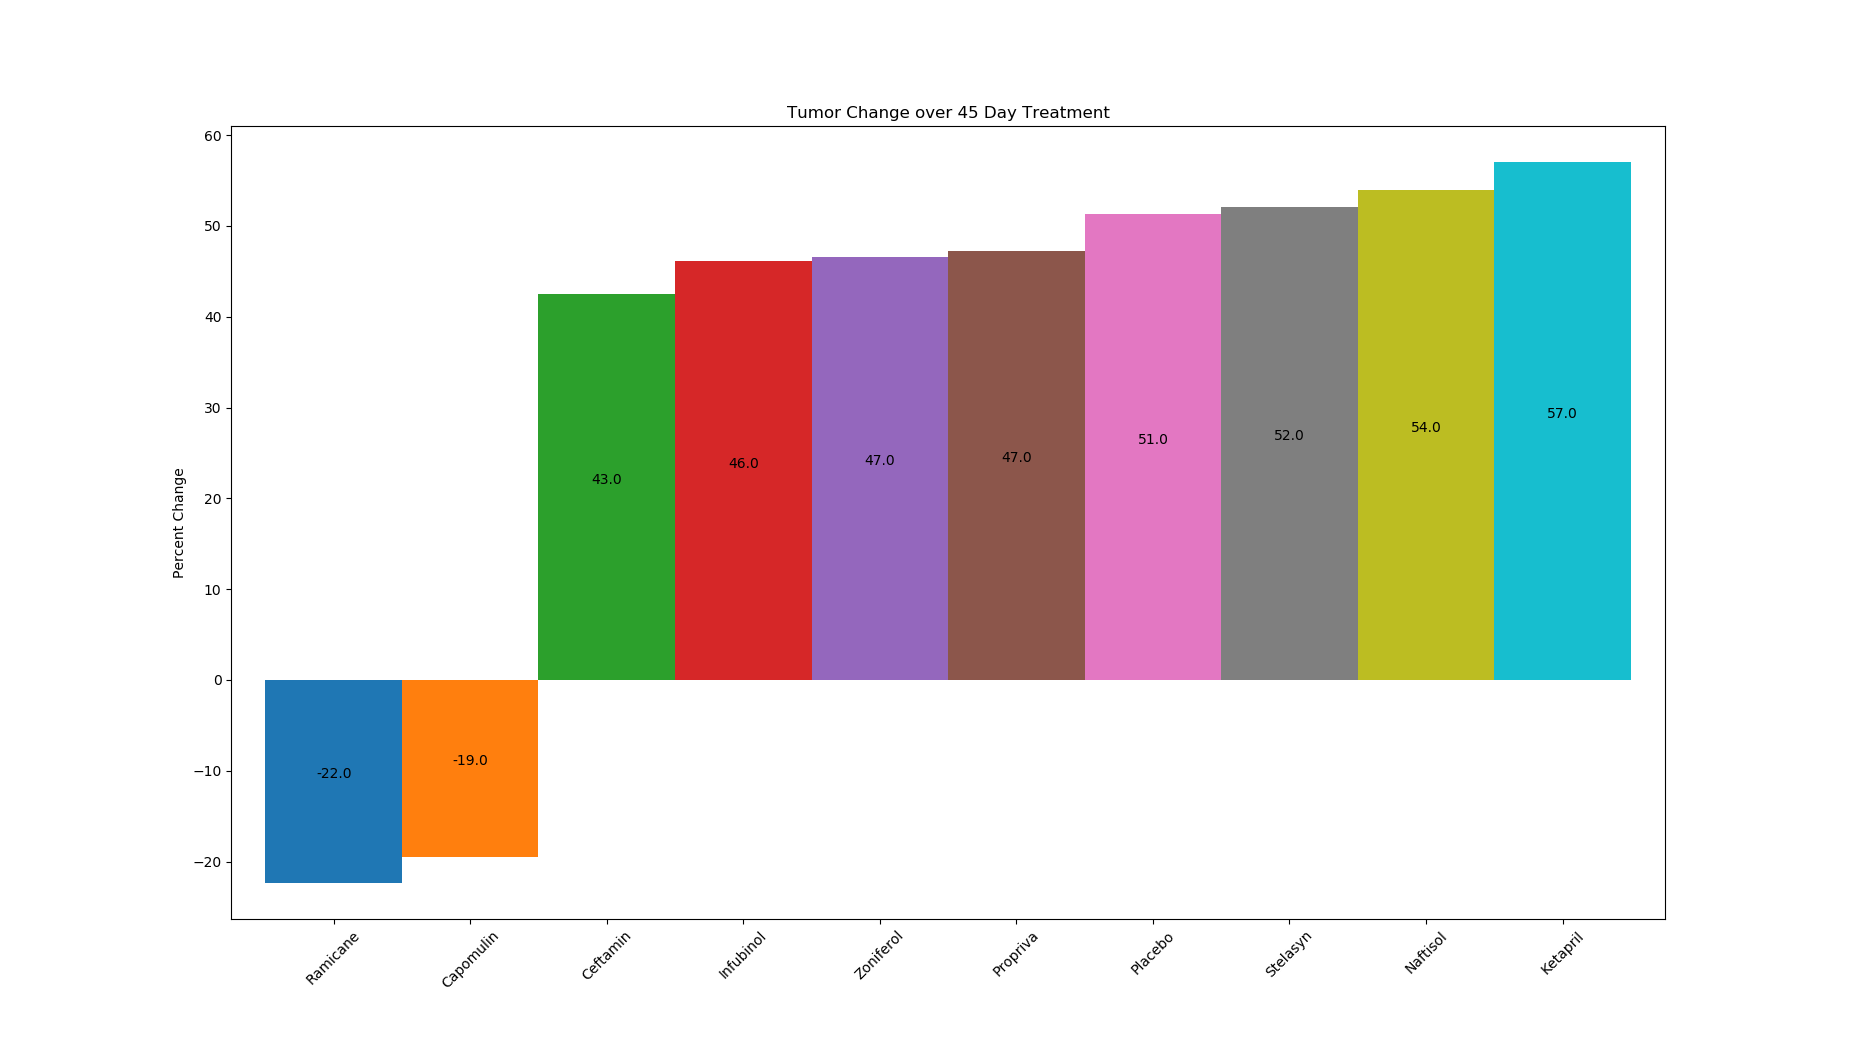 Tumor Change over 45 Day Treatment
60
50
40
30
20
10
0
−10
−20
Percent Change
-22.0
-19.0
43.0
46.0
47.0
47.0
51.0
52.0
54.0
57.0
Ramicane
Capomulin
Ceftamin
Infubinol
Zoniferol
Propriva
Placebo
Stelasyn
Naftisol
Ketapril